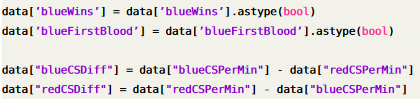 data['blueWins'] = data['blueWins'].astype(bool)
data['blueFirstBlood'] = data['blueFirstBlood'].astype(bool)
data["blueCSDiff"] = data["blueCSPerMin"] - data["redCSPerMin"]
data["redCSDiff"] = data["redCSPerMin"] - data["blueCSPerMin"]